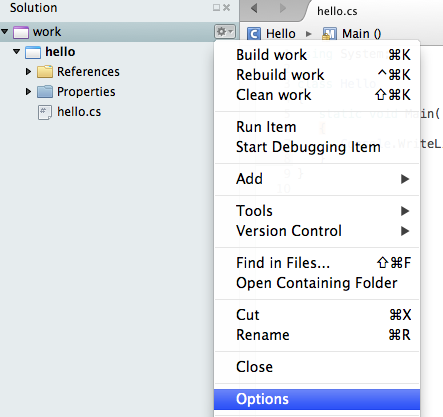 Solution
hello.cs
work
Hello
Main ()
hello
References
Properties
hello.cs
Build work ⌘K
Rebuild work ^⌘K
Clean work ⇧⌘K
Run Item
Start Debugging Item
Add
Tools
Version Control
Find in Files... ⇧⌘F
Open Containing Folder
Cut ⌘X
Rename ⌘R
Close
Options